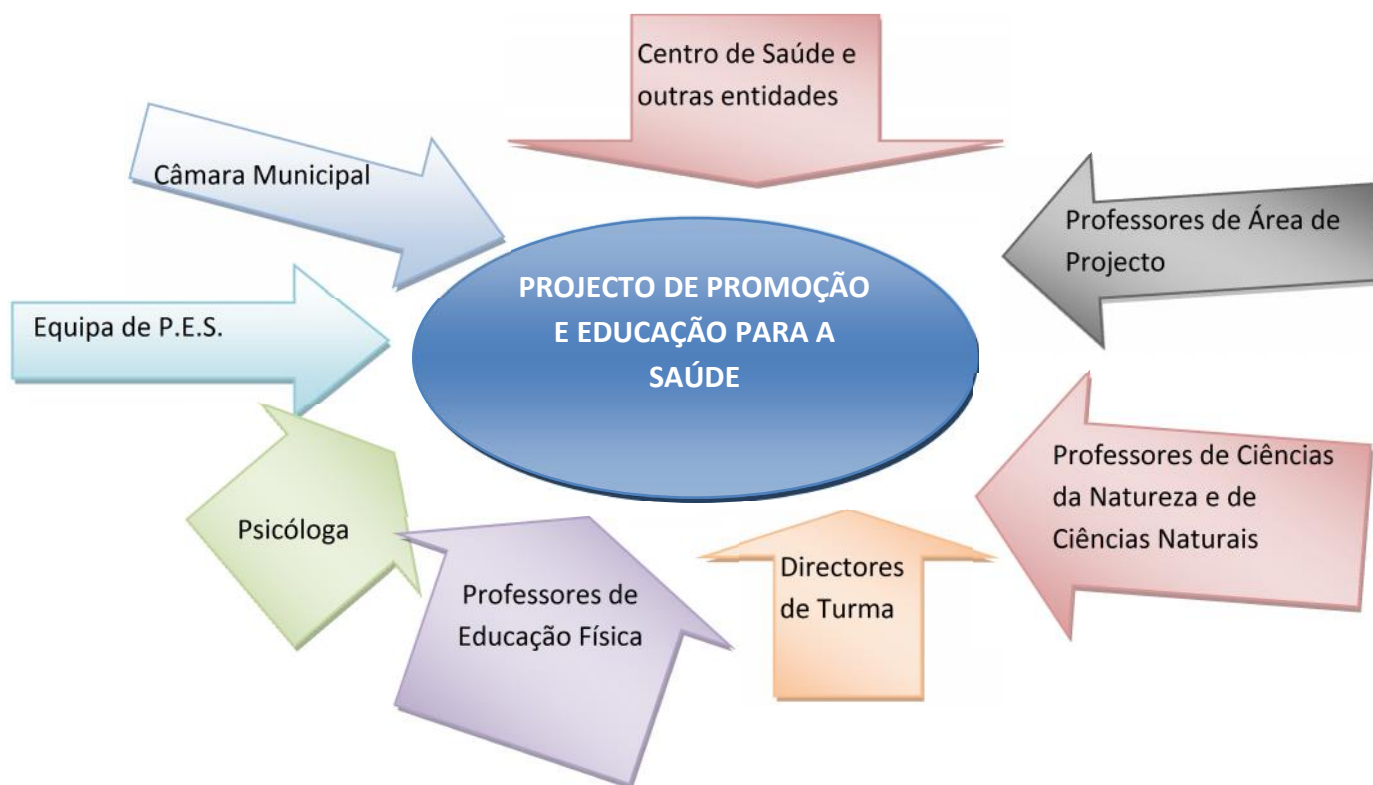 Centro de Saúde e
outras entidades
Câmara Municipal
Professores de Área de
Projecto
PROJECTO DE PROMOÇÃO
E EDUCAÇÃO PARA A
SAÚDE
Equipa de P.E.S.
Professores de Ciências
da Natureza e de
Ciências Naturais
Psicóloga
Directores
de Turma
Professores de
Educação Física